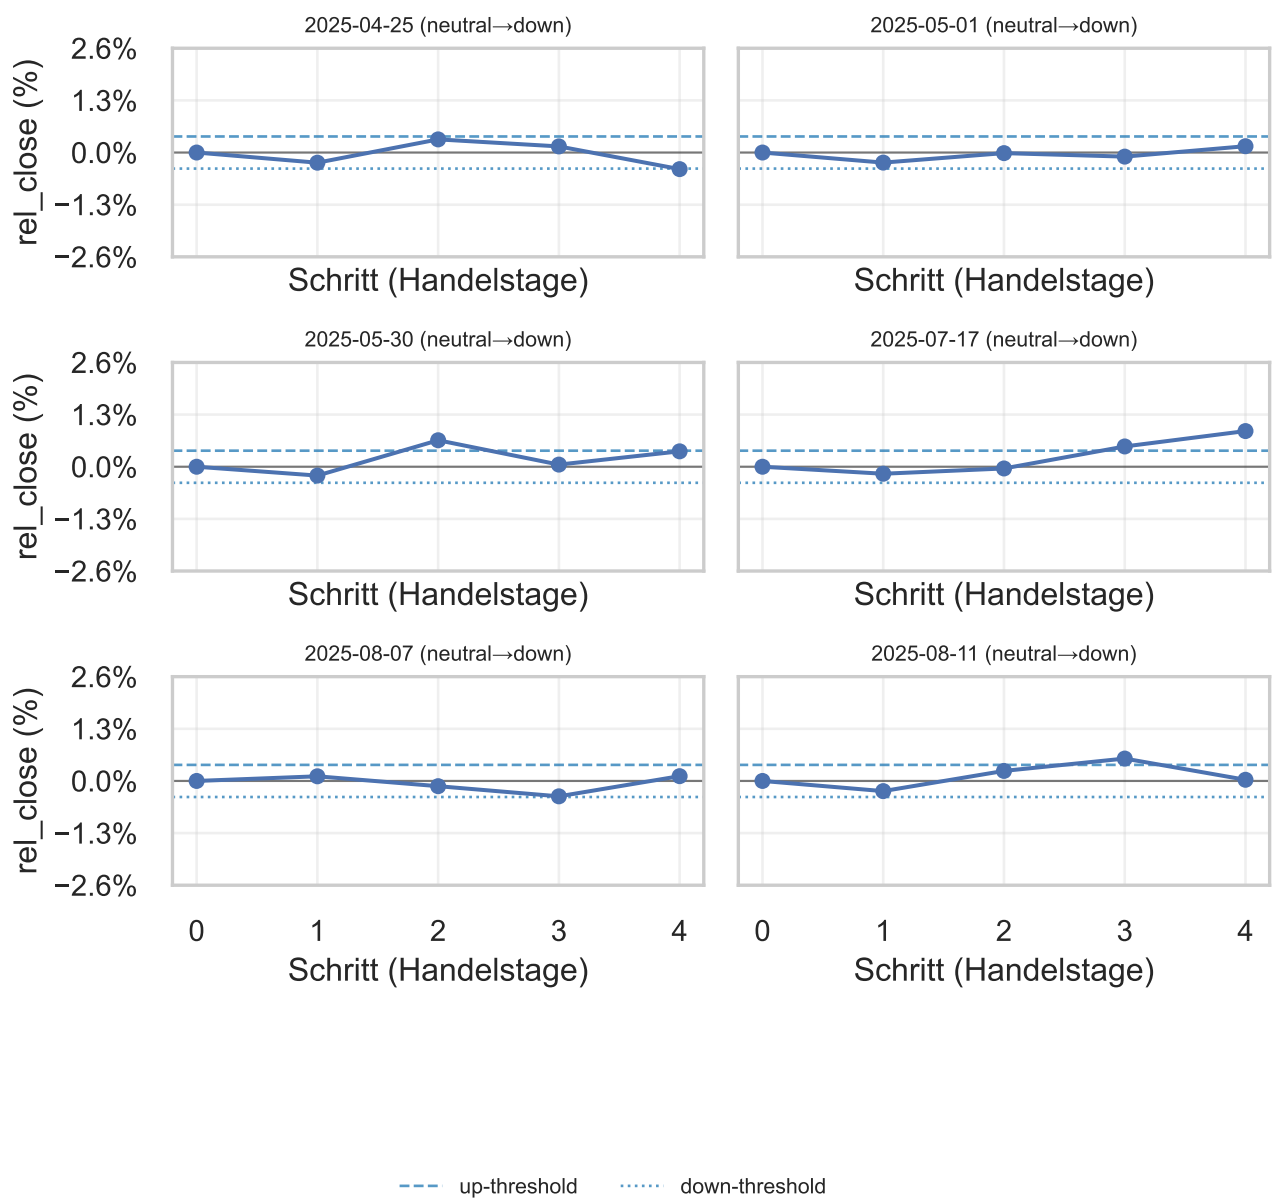 2025-04-25 (neutral→down)
2025-05-01 (neutral→down)
rel_close (%)
2.6%
1.3%
0.0%
−1.3%
−2.6%
Schritt (Handelstage)
Schritt (Handelstage)
2025-05-30 (neutral→down)
2025-07-17 (neutral→down)
rel_close (%)
2.6%
1.3%
0.0%
−1.3%
−2.6%
Schritt (Handelstage)
Schritt (Handelstage)
2025-08-07 (neutral→down)
2025-08-11 (neutral→down)
rel_close (%)
2.6%
1.3%
0.0%
−1.3%
−2.6%
0 1 2 3 4
0 1 2 3 4
Schritt (Handelstage)
Schritt (Handelstage)
up-threshold
down-threshold